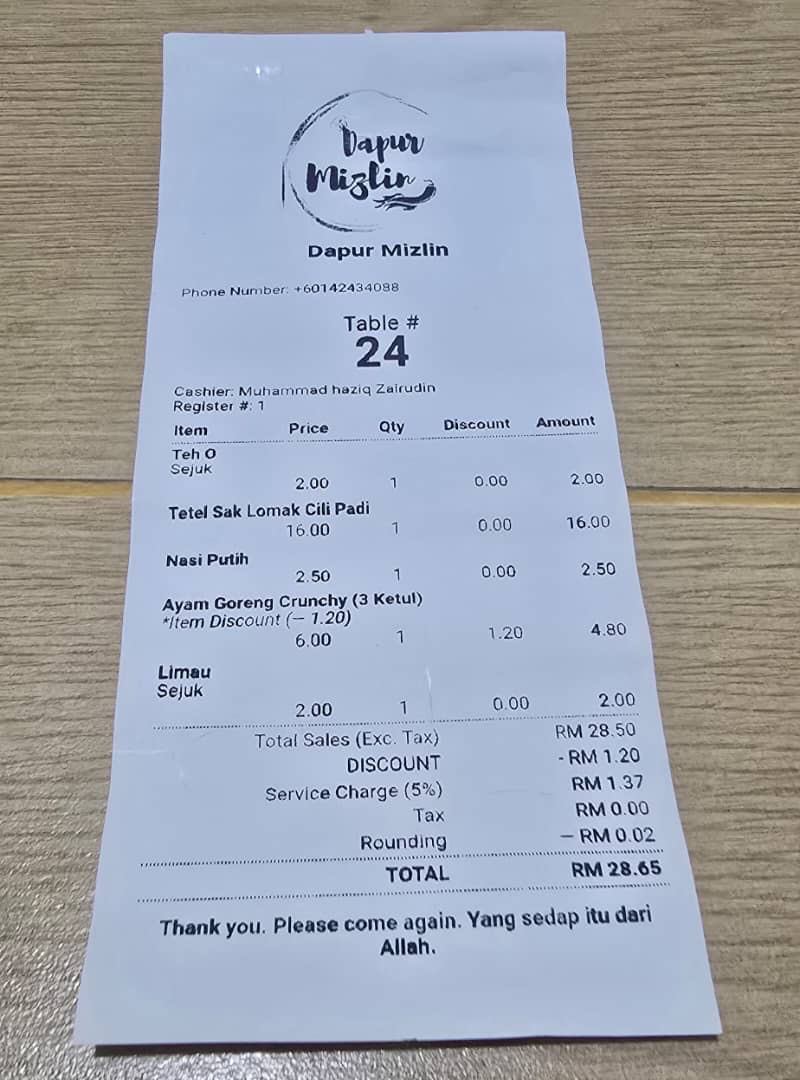 Dapur
Mizlin
Dapur Mizlin
Phone Number: +60142434088
Table #
24
Cashier: Muhammad haziq Zairudin
Register #: 1
Item Price Qty Discount Amount
Teh O
Sejuk
2.00 1 0.00 2.00
Tetel Sak Lomak Cili Padi
16.00 1 0.00 16.00
Nasi Putih
2.50 1 0.00 2.50
Ayam Goreng Crunchy (3 Ketul)
*Item Discount (– 1.20)
6.00 1 1.20 4.80
Limau
Sejuk
2.00 1 0.00 2.00
Total Sales (Exc. Tax) RM 28.50
DISCOUNT - RM 1.20
Service Charge (5%) RM 1.37
Tax RM 0.00
Rounding – RM 0.02
TOTAL RM 28.65
Thank you. Please come again. Yang sedap itu dari
Allah.